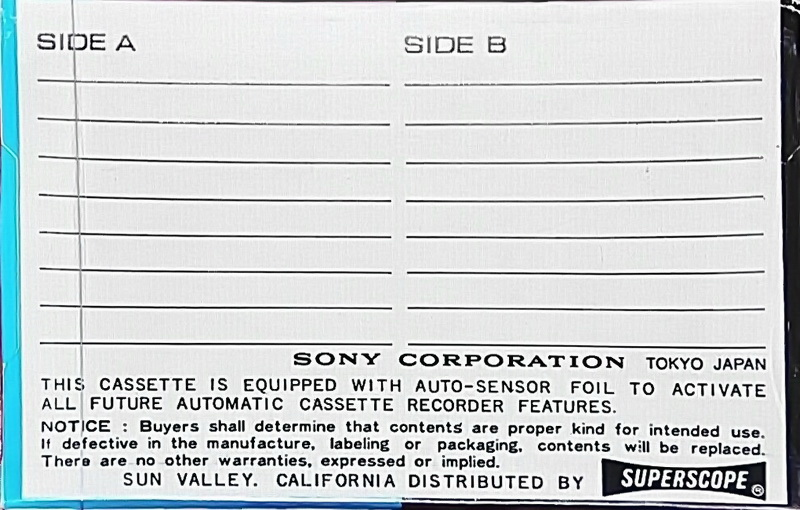 SIDE A
SIDE B
SONY CORPORATION TOKYO JAPAN
THIS CASSETTE IS EQUIPPED WITH AUTO-SENSOR FOIL TO ACTIVATE
ALL FUTURE AUTOMATIC CASSETTE RECORDER FEATURES.
NOTICE : Buyers shall determine that contents are proper kind for intended use.
If defective in the manufacture, labeling or packaging, contents will be replaced.
There are no other warranties, expressed or implied.
SUN VALLEY. CALIFORNIA DISTRIBUTED BY SUPERSCOPE®